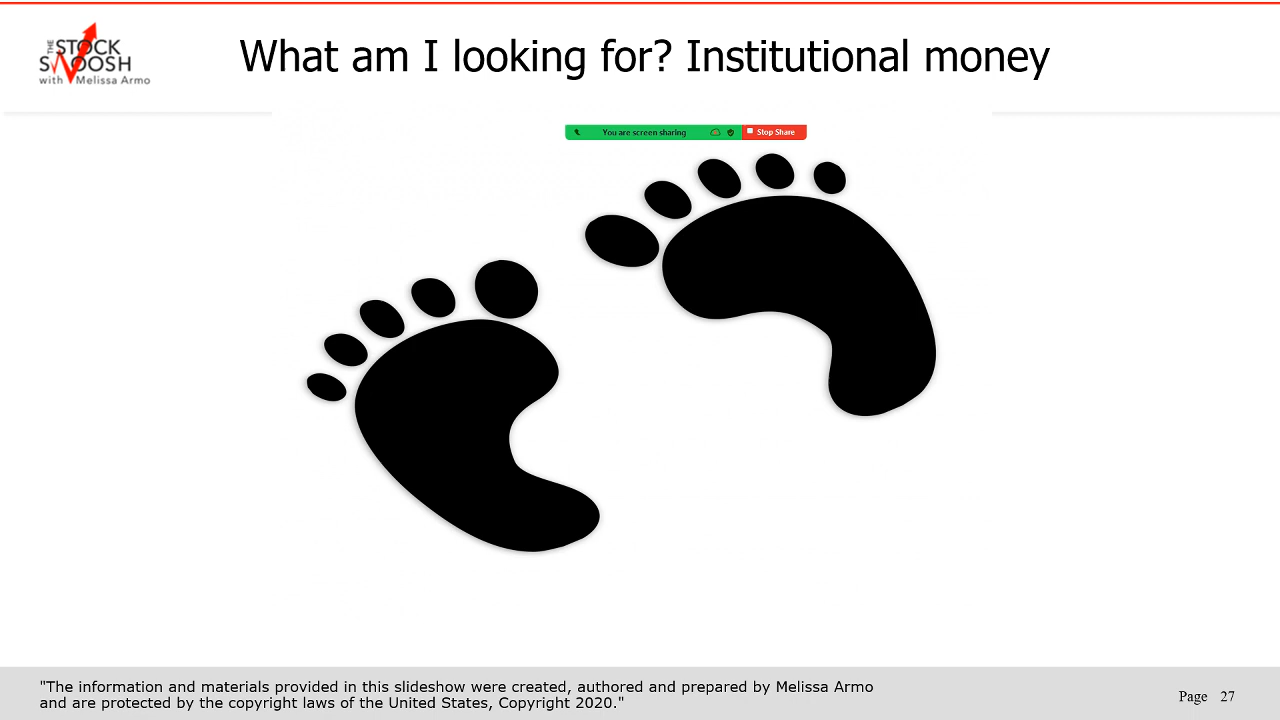 THE
STOCK
SWOOSH
with Melissa Armo
What am I looking for? Institutional money
You are screen sharing
Stop Share
"The information and materials provided in this slideshow were created, authored and prepared by Melissa Armo
and are protected by the copyright laws of the United States, Copyright 2020."
Page 27